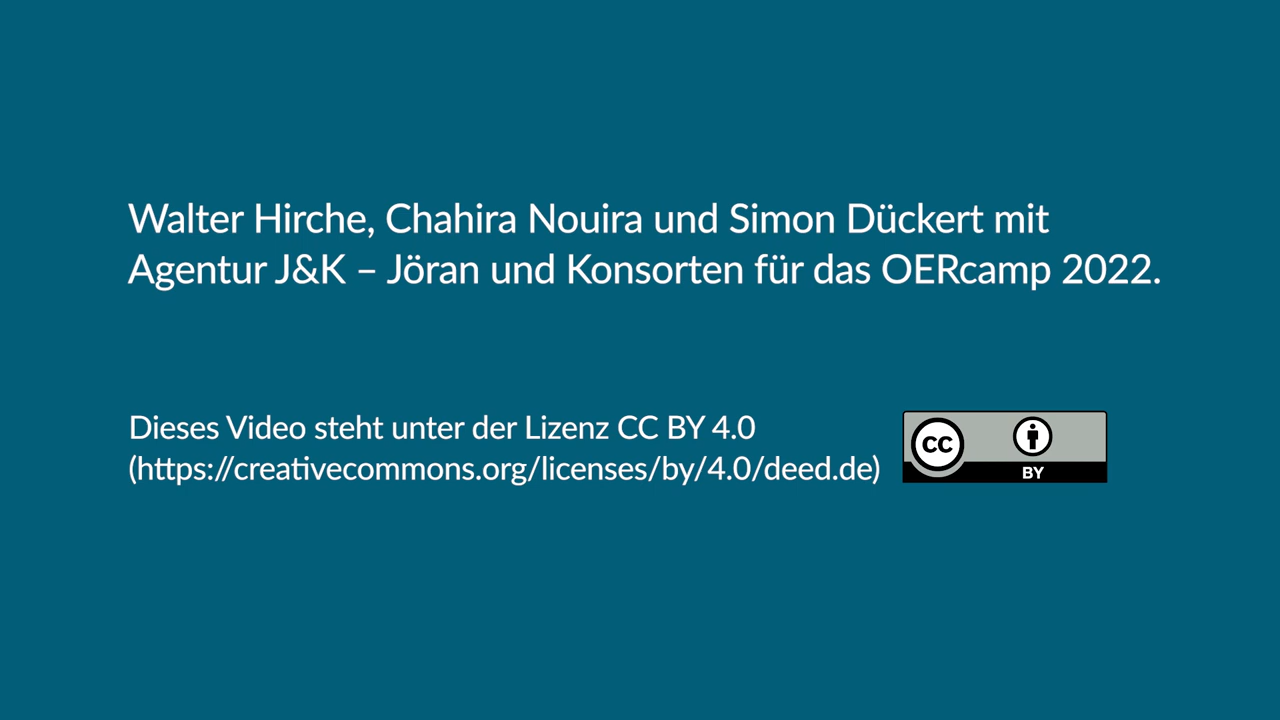 Walter Hirche, Chahira Nouira und Simon Dückert mit
Agentur J&K – Jöran und Konsorten für das OERcamp 2022.
Dieses Video steht unter der Lizenz CC BY 4.0
(https://creativecommons.org/licenses/by/4.0/deed.de)
CC
BY